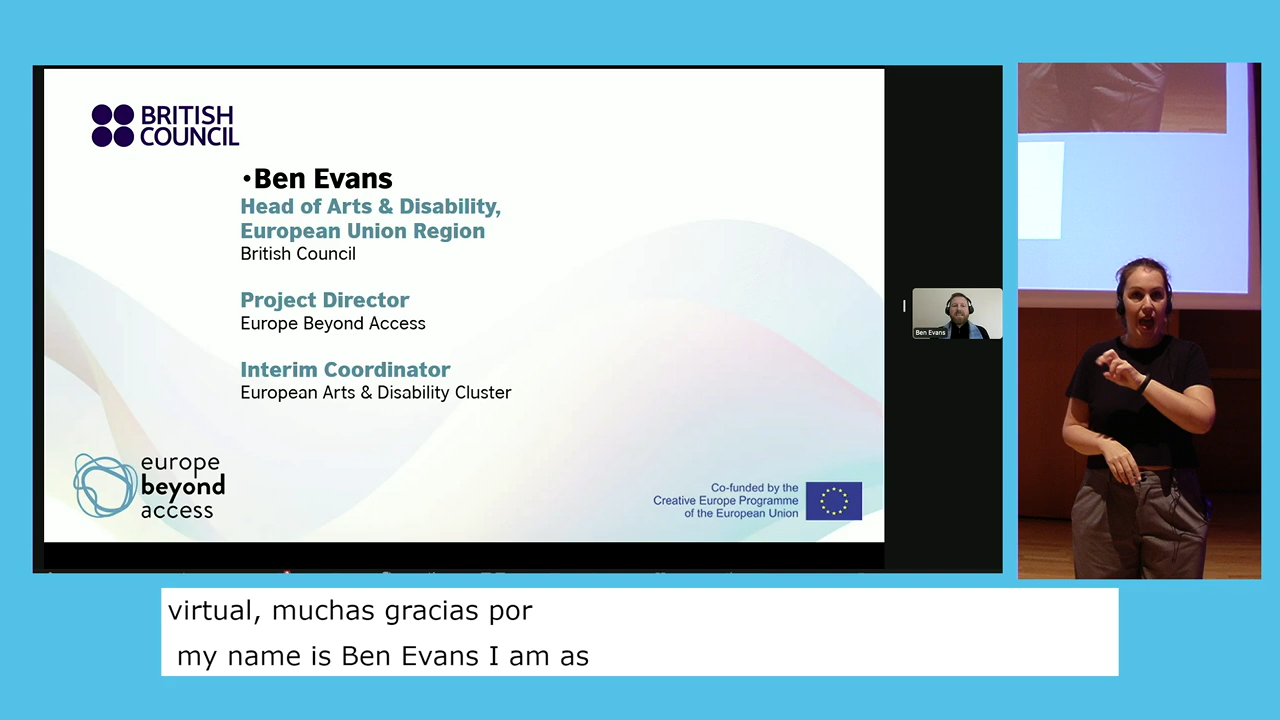 BRITISH
COUNCIL
•Ben Evans
Head of Arts & Disability,
European Union Region
British Council
Project Director
Europe Beyond Access
Interim Coordinator
European Arts & Disability Cluster
europe
beyond
access
Co-funded by the
Creative Europe Programme
of the European Union
Ben Evans
virtual, muchas gracias por
my name is Ben Evans I am as